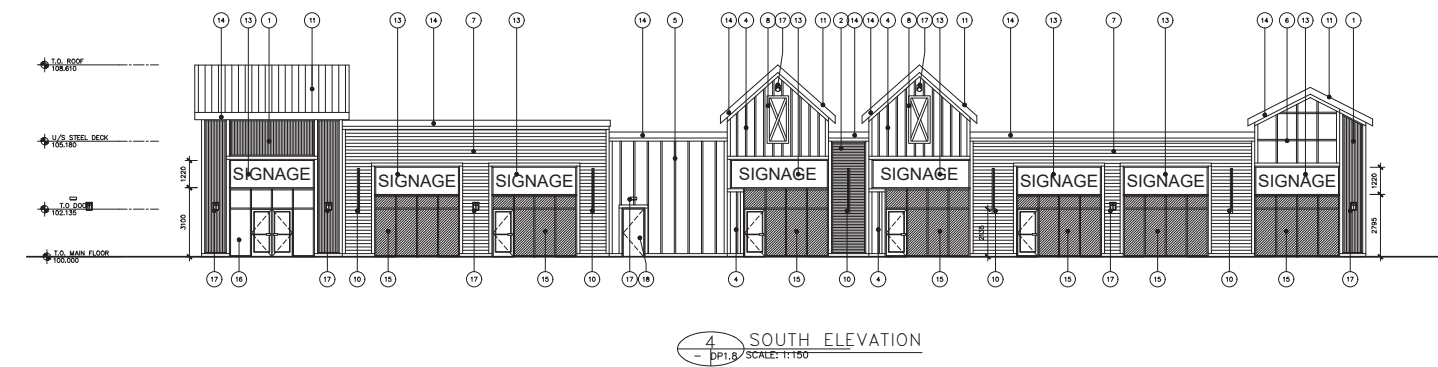 14 13 1 11 13 14 7 13 14 5 14 4 8 17 13 11 2 14 14 4 8 17 13 11 14 13 7 13 14 6 13 11 1
T.O. ROOF
108.610
U/S STEEL DECK
105.180
1220
SIGNAGE SIGNAGE SIGNAGE SIGNAGE SIGNAGE SIGNAGE SIGNAGE SIGNAGE
1220
T.O DOOR
102.135
3100
2035
2795
T.O. MAIN FLOOR
100.000
17 16 17 10 15 17 15 10 17 18 4 15 10 4 15 10 15 17 15 10 15 17
4 SOUTH ELEVATION
- DP1.8 SCALE: 1:150